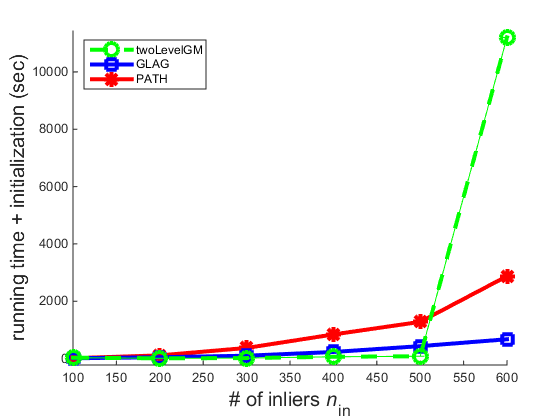 twoLevelGM
GLAG
PATH
running time + initialization (sec)
10000
8000
6000
4000
2000
0
100 150 200 250 300 350 400 450 500 550 600
# of inliers n_in